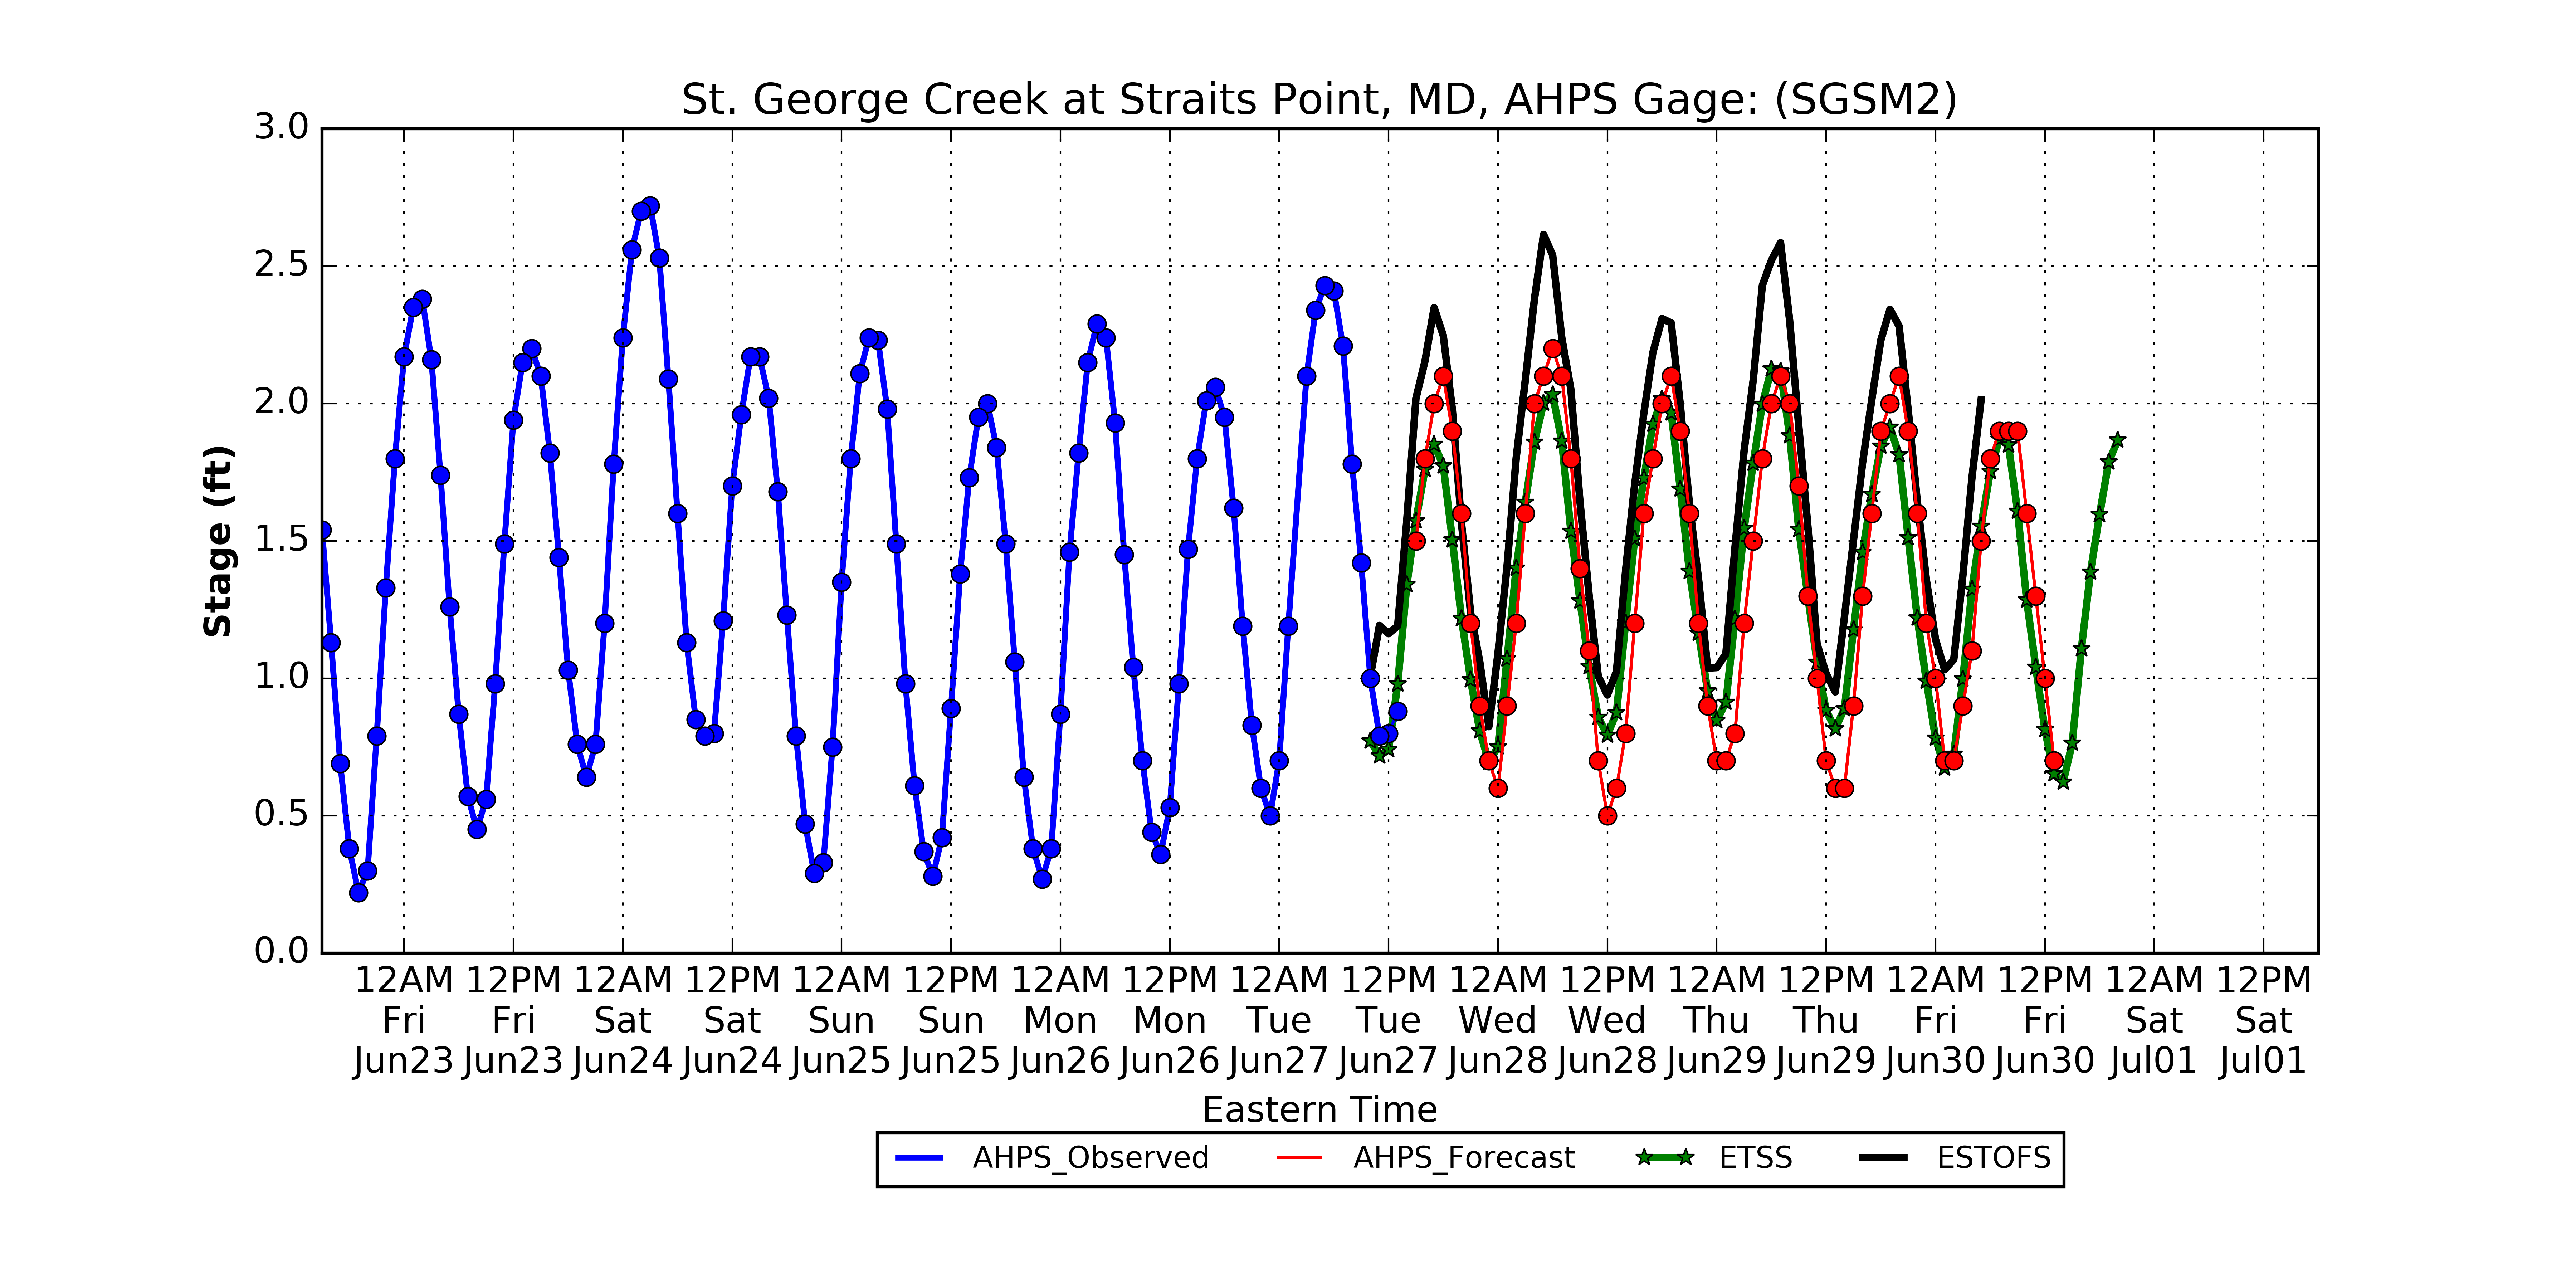 St. George Creek at Straits Point, MD, AHPS Gage: (SGSM2)
3.0
2.5
2.0
1.5
1.0
0.5
0.0
Stage (ft)
12AM 12PM 12AM 12PM 12AM 12PM 12AM 12PM 12AM 12PM 12AM 12PM 12AM 12PM 12AM 12PM 12AM 12PM
Fri Fri Sat Sat Sun Sun Mon Mon Tue Tue Wed Wed Thu Thu Fri Fri Sat Sat
Jun23 Jun23 Jun24 Jun24 Jun25 Jun25 Jun26 Jun26 Jun27 Jun27 Jun28 Jun28 Jun29 Jun29 Jun30 Jun30 Jul01 Jul01
Eastern Time
AHPS_Observed AHPS_Forecast ETSS ESTOFS